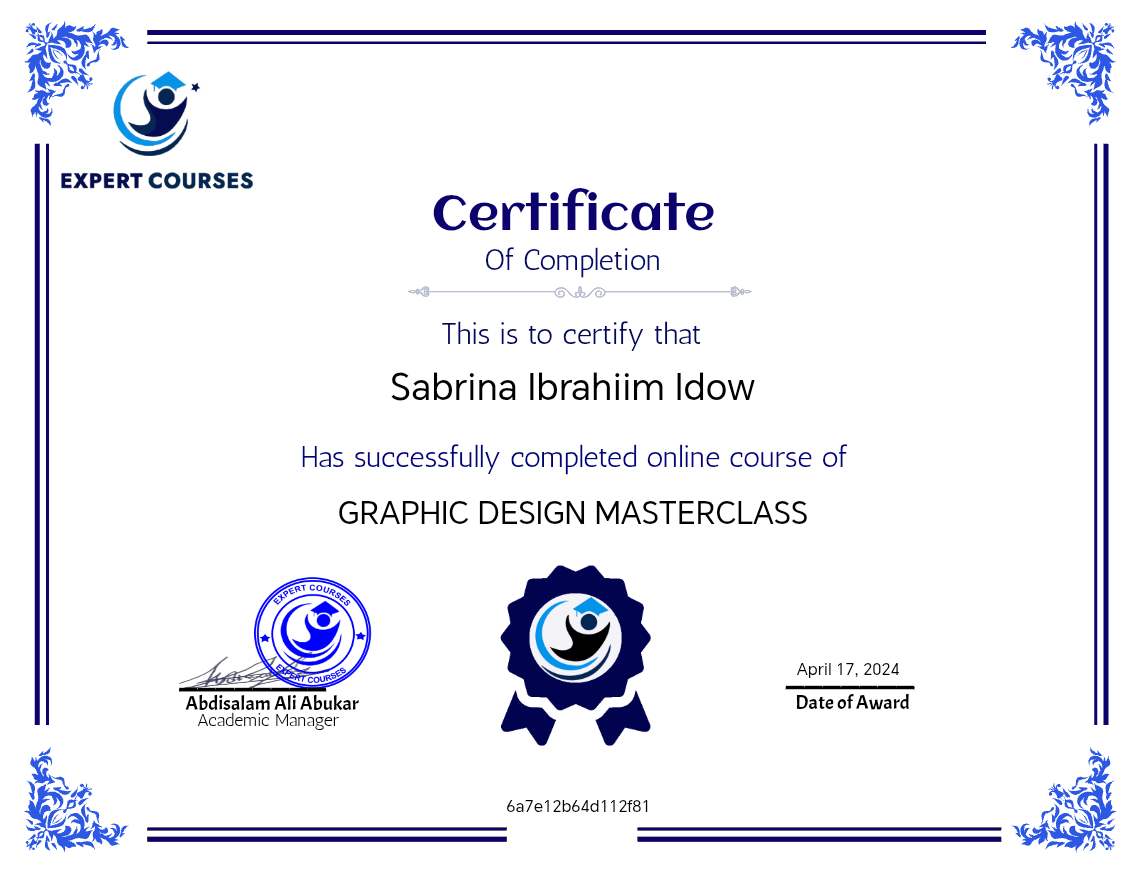 EXPERT COURSES
Certificate
Of Completion
This is to certify that
Sabrina Ibrahiim Idow
Has successfully completed online course of
GRAPHIC DESIGN MASTERCLASS
EXPERT COURSES
EXPERT COURSES
Abdisalam Ali Abukar
Academic Manager
April 17, 2024
Date of Award
6a7e12b64d112f81